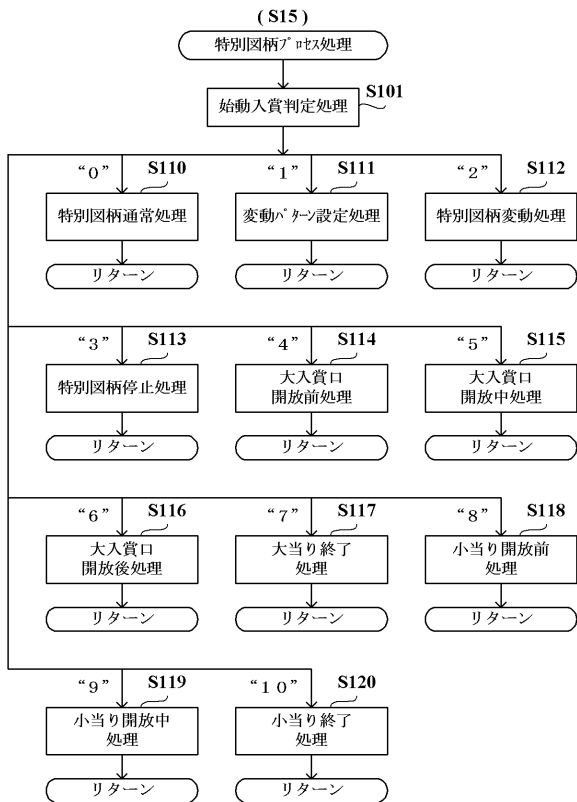 (S15)
特別図柄プロセス処理
始動入賞判定処理
S101
“0”
S110
“1”
S111
“2”
S112
特別図柄通常処理
変動パターン設定処理
特別図柄変動処理
リターン
リターン
リターン
“3”
S113
“4”
S114
“5”
S115
特別図柄停止処理
大入賞口
開放前処理
大入賞口
開放中処理
リターン
リターン
リターン
“6”
S116
“7”
S117
“8”
S118
大入賞口
開放後処理
大当り終了
処理
小当り開放前
処理
リターン
リターン
リターン
“9”
S119
“10”
S120
小当り開放中
処理
小当り終了
処理
リターン
リターン